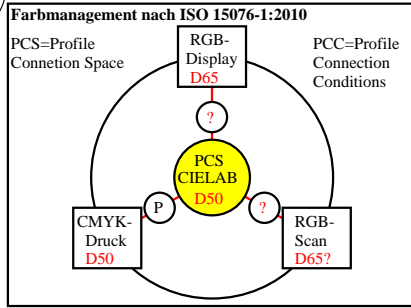 Farbmanagement nach ISO 15076-1:2010
PCS=Profile
Connetion Space
RGB-
Display
D65
PCC=Profile
Connection
Conditions
?
PCS
CIELAB
D50
P
?
CMYK-
Druck
D50
RGB-
Scan
D65?